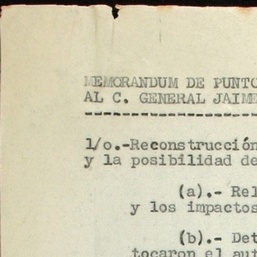 MEMORANDUM DE PUNTO
AL C. GENERAL JAIME
1/o.-Reconstrucción
y la posibilidad de
(a).- Rel
y los impactos
(b).- Det
tocaron el aut